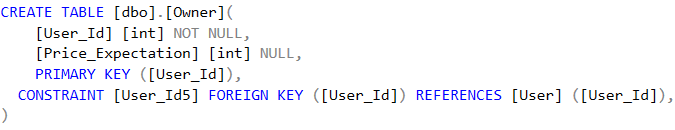 CREATE TABLE [dbo].[Owner](
[User_Id] [int] NOT NULL,
[Price_Expectation] [int] NULL,
PRIMARY KEY ([User_Id]),
CONSTRAINT [User_Id5] FOREIGN KEY ([User_Id]) REFERENCES [User] ([User_Id]),
)